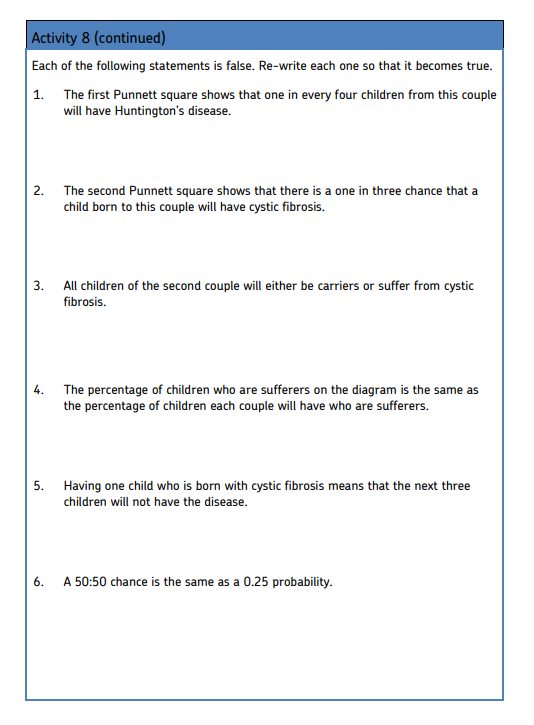 Activity 8 (continued)
Each of the following statements is false. Re-write each one so that it becomes true.
1. The first Punnett square shows that one in every four children from this couple
will have Huntington's disease.
2. The second Punnett square shows that there is a one in three chance that a
child born to this couple will have cystic fibrosis.
3. All children of the second couple will either be carriers or suffer from cystic
fibrosis.
4. The percentage of children who are sufferers on the diagram is the same as
the percentage of children each couple will have who are sufferers.
5. Having one child who is born with cystic fibrosis means that the next three
children will not have the disease.
6. A 50:50 chance is the same as a 0.25 probability.